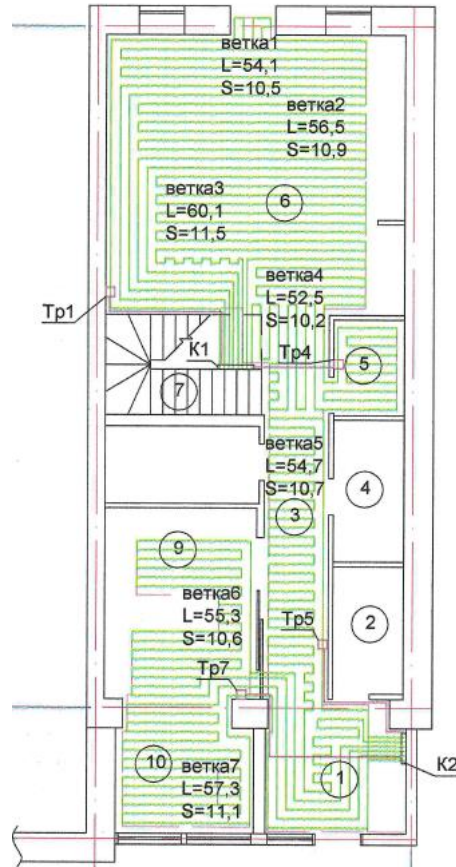 ветка1
L=54,1
S=10,5
ветка2
L=56,5
S=10,9
ветка3
L=60,1
S=11,5
6
ветка4
L=52,5
S=10,2
Тр1
К1
Тр4
5
7
ветка5
L=54,7
S=10,7
3
4
9
ветка6
L=55,3
S=10,6
Тр5
2
Тр7
10
ветка7
L=57,3
S=11,1
1
К2